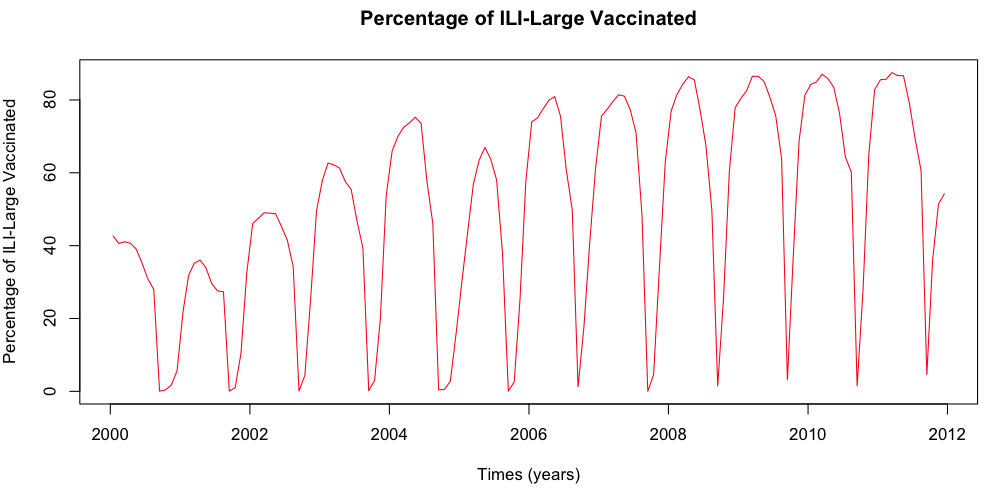 Percentage of ILI-Large Vaccinated
Percentage of ILI-Large Vaccinated
80
60
40
20
0
2000 2002 2004 2006 2008 2010 2012
Times (years)